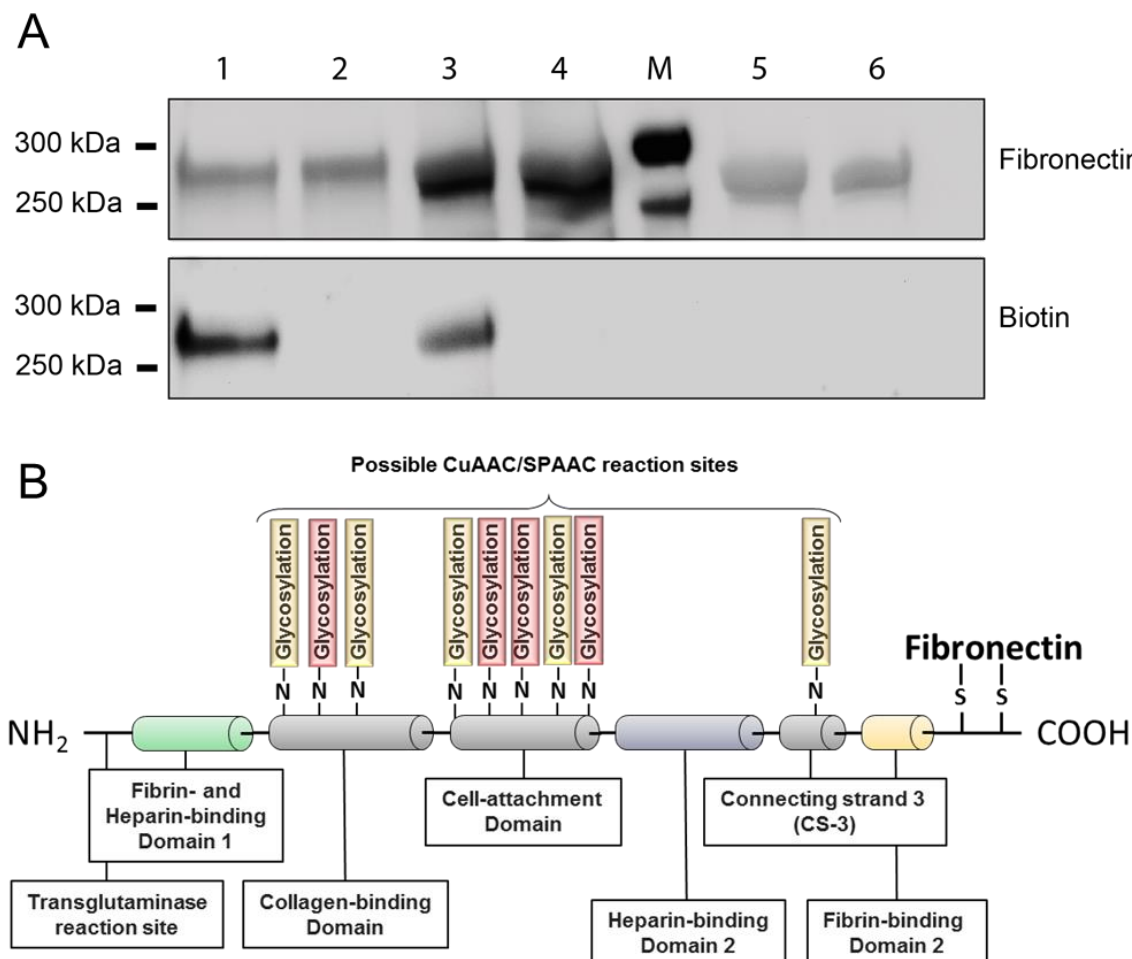 A
1 2 3 4 M 5 6
300 kDa
250 kDa
Fibronectin
300 kDa
250 kDa
Biotin
B
Possible CuAAC/SPAAC reaction sites
Glycosylation
Glycosylation
Glycosylation
Glycosylation
Glycosylation
Glycosylation
Glycosylation
Glycosylation
Glycosylation
N N N N N N N N N
Fibronectin
S S
NH2
COOH
Fibrin- and
Heparin-binding
Domain 1
Cell-attachment
Domain
Connecting strand 3
(CS-3)
Transglutaminase
reaction site
Collagen-binding
Domain
Heparin-binding
Domain 2
Fibrin-binding
Domain 2